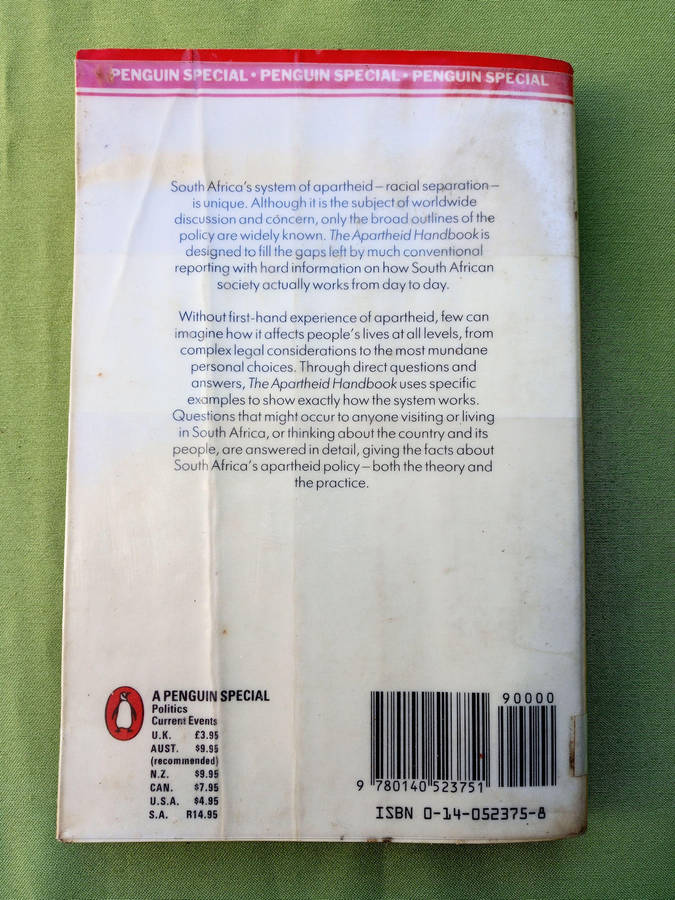 PENGUIN SPECIAL • PENGUIN SPECIAL • PENGUIN SPECIAL
South Africa's system of apartheid – racial separation –
is unique. Although it is the subject of worldwide
discussion and concern, only the broad outlines of the
policy are widely known. The Apartheid Handbook is
designed to fill the gaps left by much conventional
reporting with hard information on how South African
society actually works from day to day.
Without first-hand experience of apartheid, few can
imagine how it affects people's lives at all levels, from
complex legal considerations to the most mundane
personal choices. Through direct questions and
answers, The Apartheid Handbook uses specific
examples to show exactly how the system works.
Questions that might occur to anyone visiting or living
in South Africa, or thinking about the country and its
people, are answered in detail, giving the facts about
South Africa's apartheid policy – both the theory and
the practice.
A PENGUIN SPECIAL
Politics
Current Events
U.K. £3.95
AUST. $9.95
(recommended)
N.Z. $9.95
CAN. $7.95
U.S.A. $4.95
S.A. R14.95
90000
9 780140 523751
ISBN 0-14-052375-8